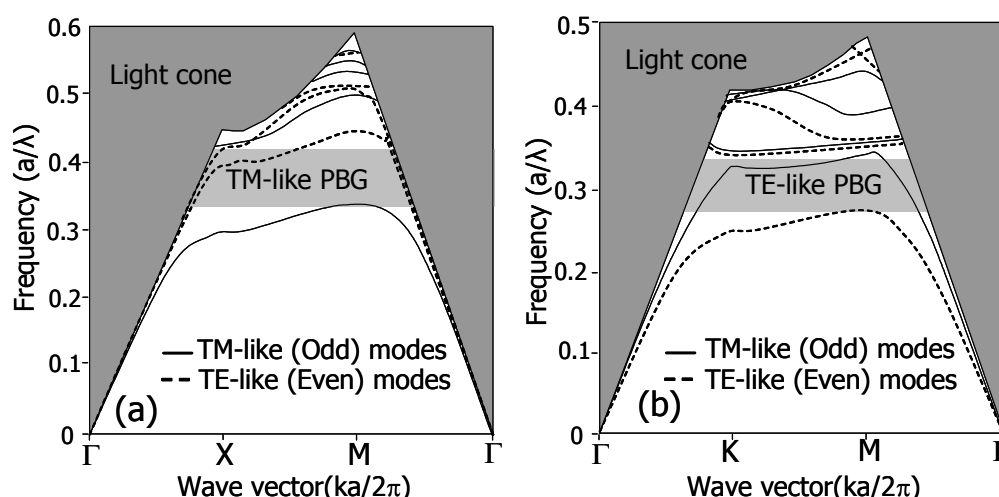 0.6
0.5
0.4
0.3
0.2
0.1
0
Frequency (a/λ)
Light cone
TM-like PBG
TM-like (Odd) modes
TE-like (Even) modes
(a)
Γ X M Γ
Wave vector(ka/2π)
0.5
0.4
0.3
0.2
0.1
0
Frequency (a/λ)
Light cone
TE-like PBG
TM-like (Odd) modes
TE-like (Even) modes
(b)
Γ K M
Wave vector(ka/2π)